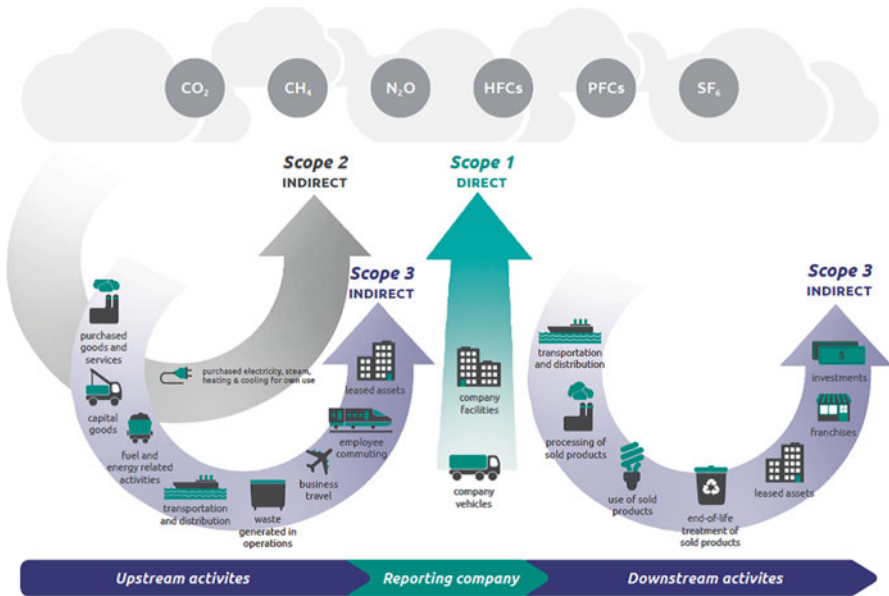 CO₂
CH₄
N₂O
HFCs
PFCs
SF₆
Scope 2
INDIRECT
Scope 1
DIRECT
Scope 3
INDIRECT
Scope 3
INDIRECT
purchased
goods and
services
capital
goods
fuel and
energy related
activities
transportation
and distribution
waste
generated in
operations
business
travel
employee
commuting
leased assets
purchased electricity, steam,
heating & cooling for own use
company
facilities
company
vehicles
transportation
and distribution
processing of
sold products
use of sold
products
end-of-life
treatment of
sold products
leased assets
franchises
investments
$
Upstream activites
Reporting company
Downstream activites